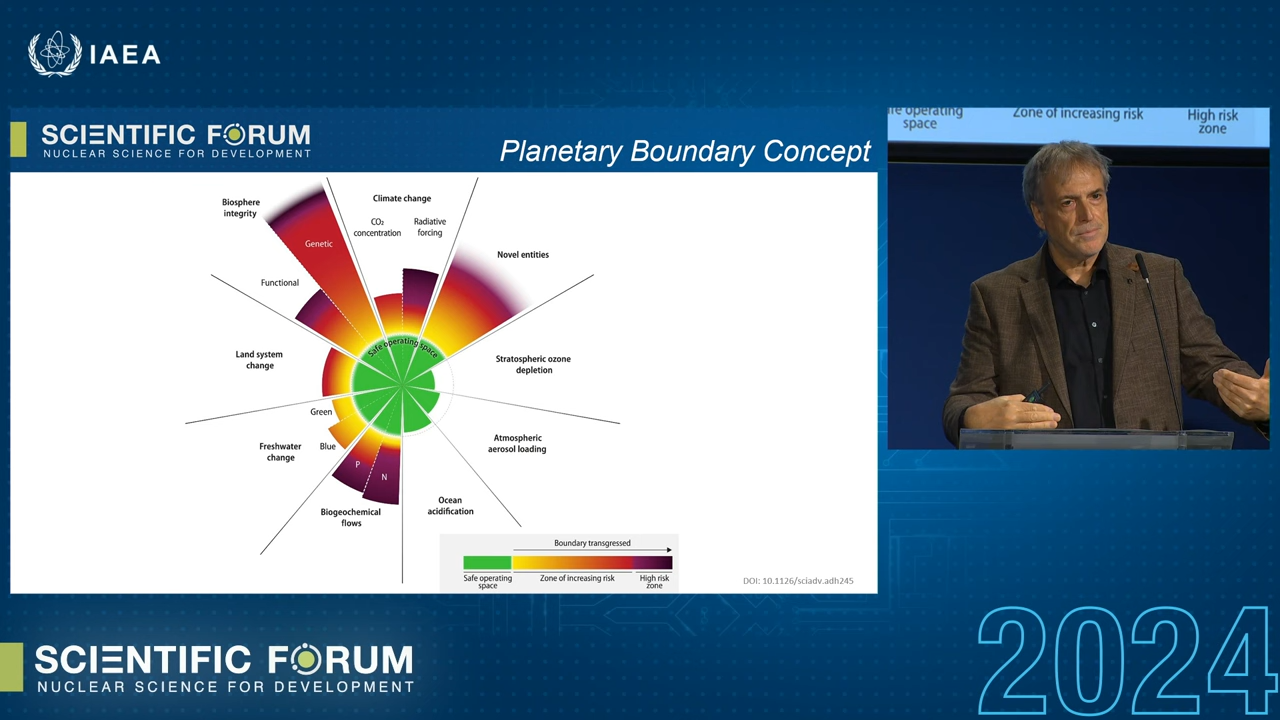 IAEA
SCIENTIFIC FORUM
NUCLEAR SCIENCE FOR DEVELOPMENT
Planetary Boundary Concept
Biosphere
integrity
Climate change
CO₂
concentration
Radiative
forcing
Genetic
Novel entities
Functional
Safe operating space
Land system
change
Stratospheric ozone
depletion
Green
Blue
Freshwater
change
Atmospheric
aerosol loading
P
N
Biogeochemical
flows
Ocean
acidification
Boundary transgressed
Safe operating
space
Zone of increasing risk
High risk
zone
DOI: 10.1126/sciadv.adh245
operating
space
Zone of increasing risk
High risk
zone
SCIENTIFIC FORUM
NUCLEAR SCIENCE FOR DEVELOPMENT
2024